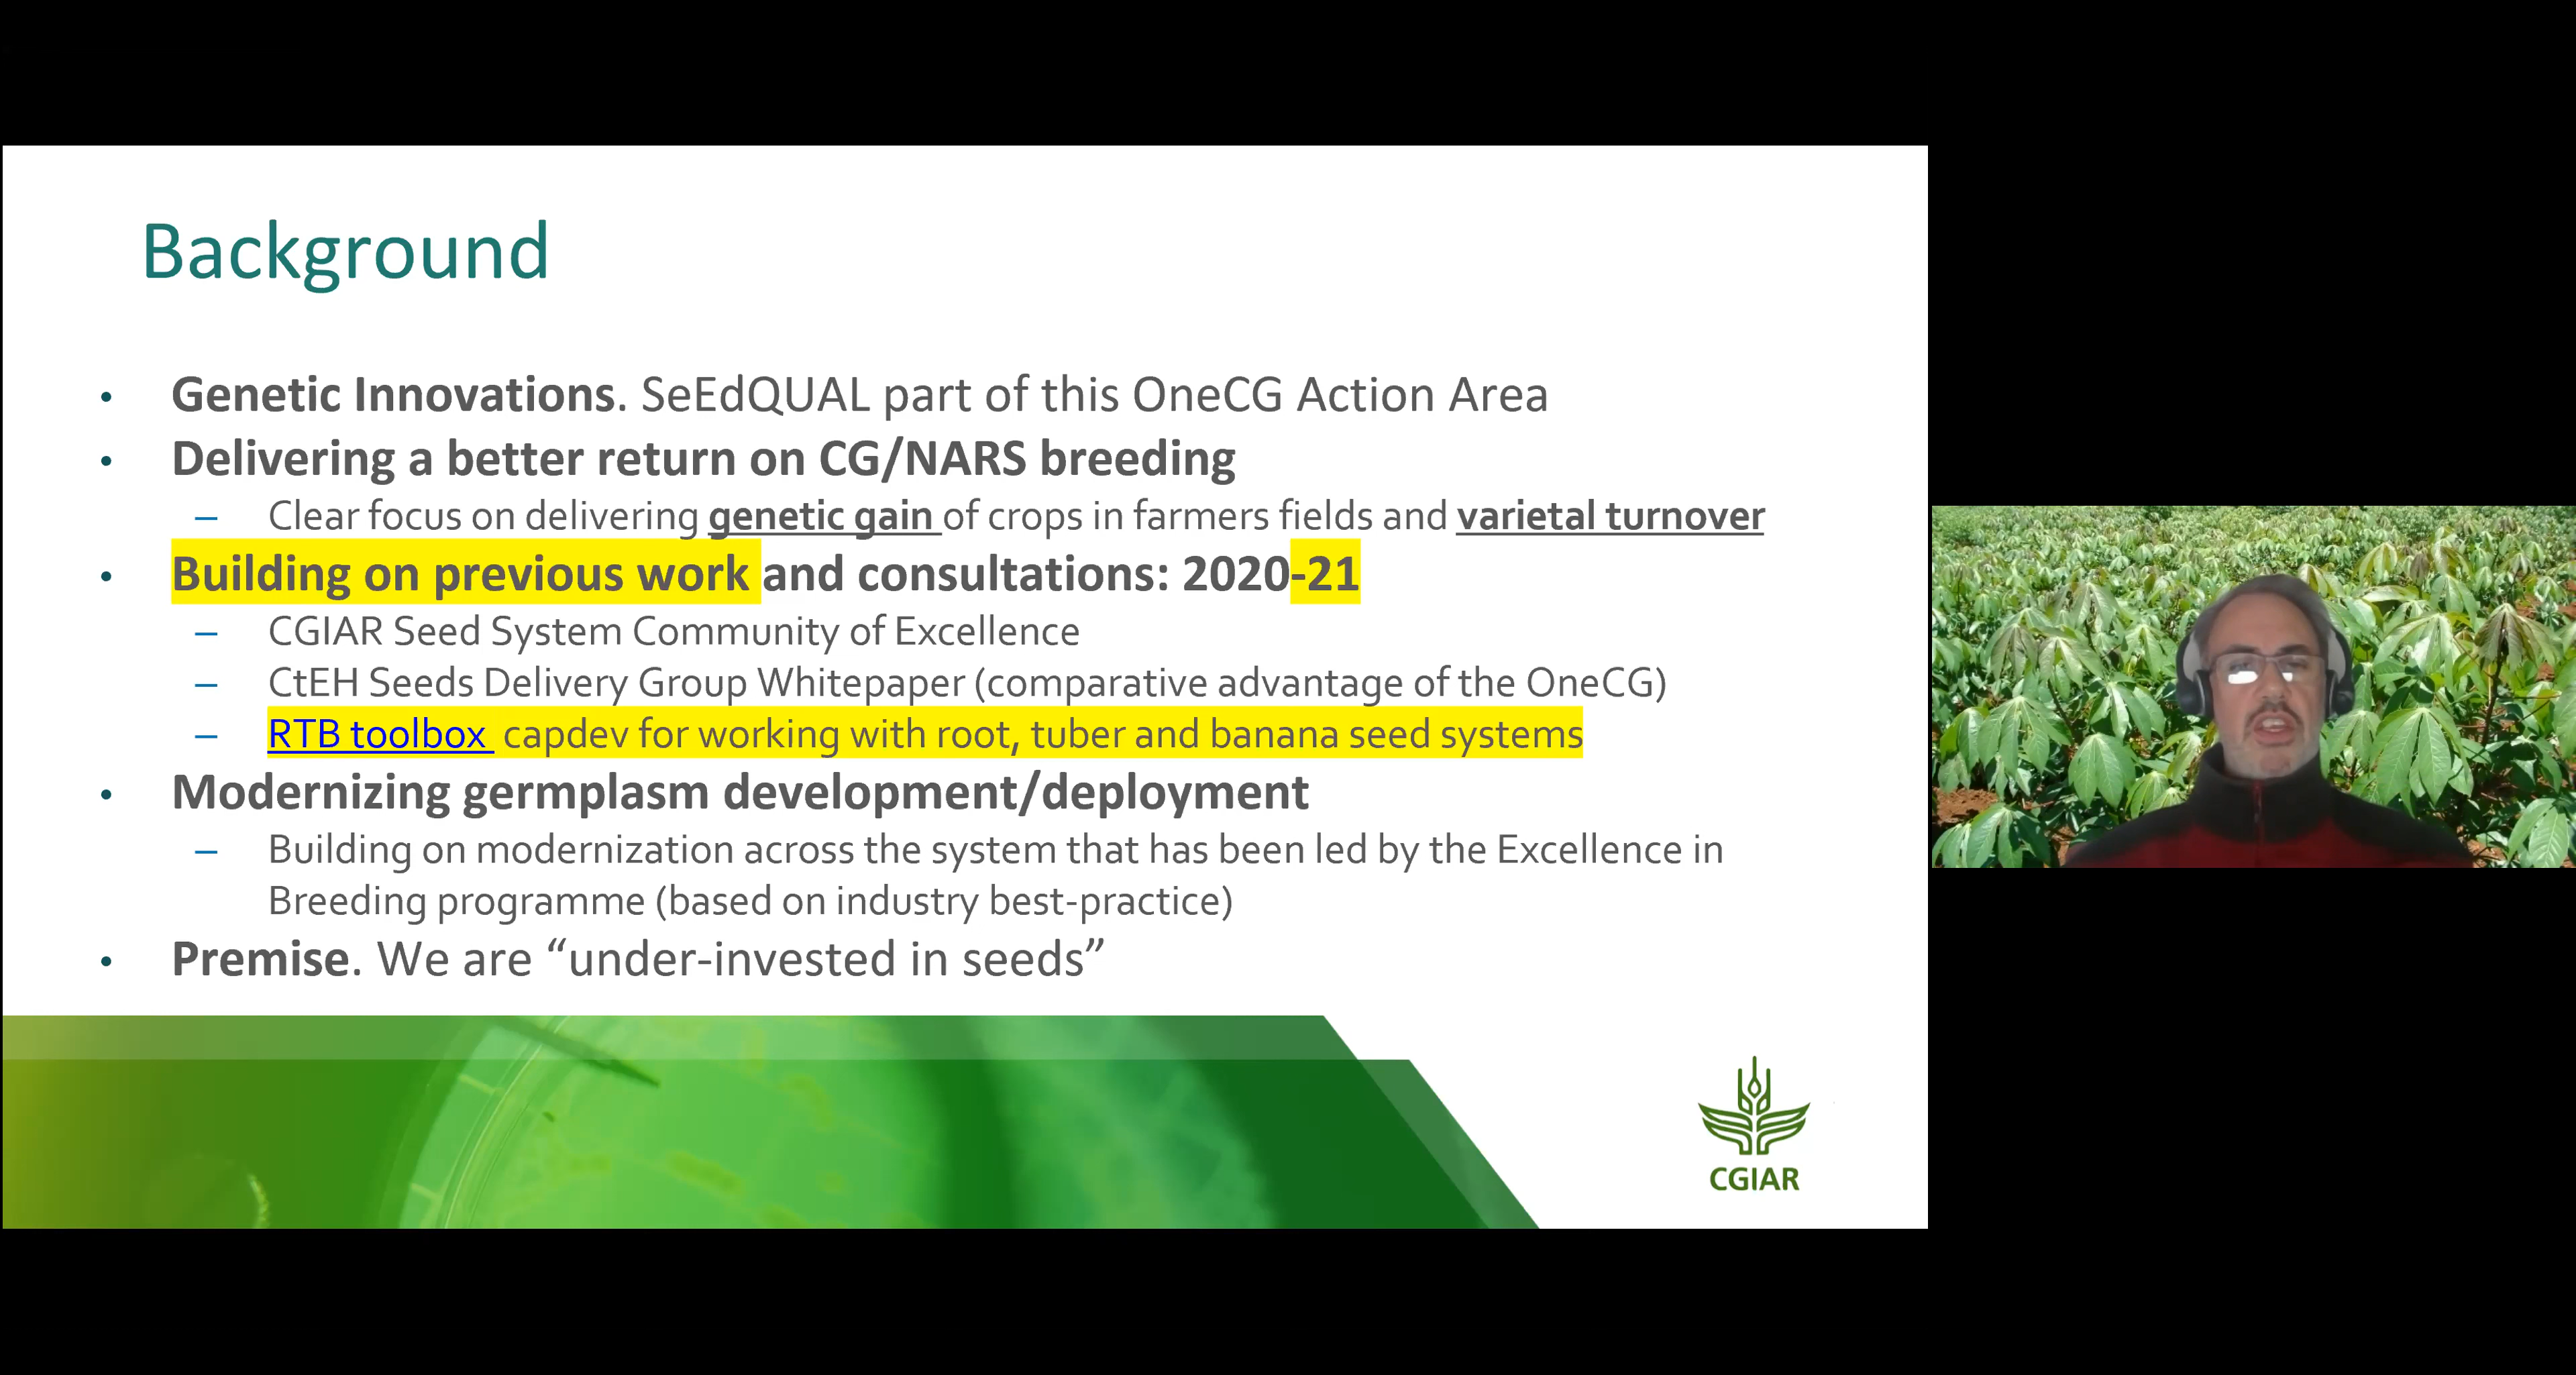 Background
• Genetic Innovations. SeEdQUAL part of this OneCG Action Area
• Delivering a better return on CG/NARS breeding
– Clear focus on delivering genetic gain of crops in farmers fields and varietal turnover
• Building on previous work and consultations: 2020-21
– CGIAR Seed System Community of Excellence
– CtEH Seeds Delivery Group Whitepaper (comparative advantage of the OneCG)
– RTB toolbox capdev for working with root, tuber and banana seed systems
• Modernizing germplasm development/deployment
– Building on modernization across the system that has been led by the Excellence in
Breeding programme (based on industry best-practice)
• Premise. We are “under-invested in seeds”
CGIAR